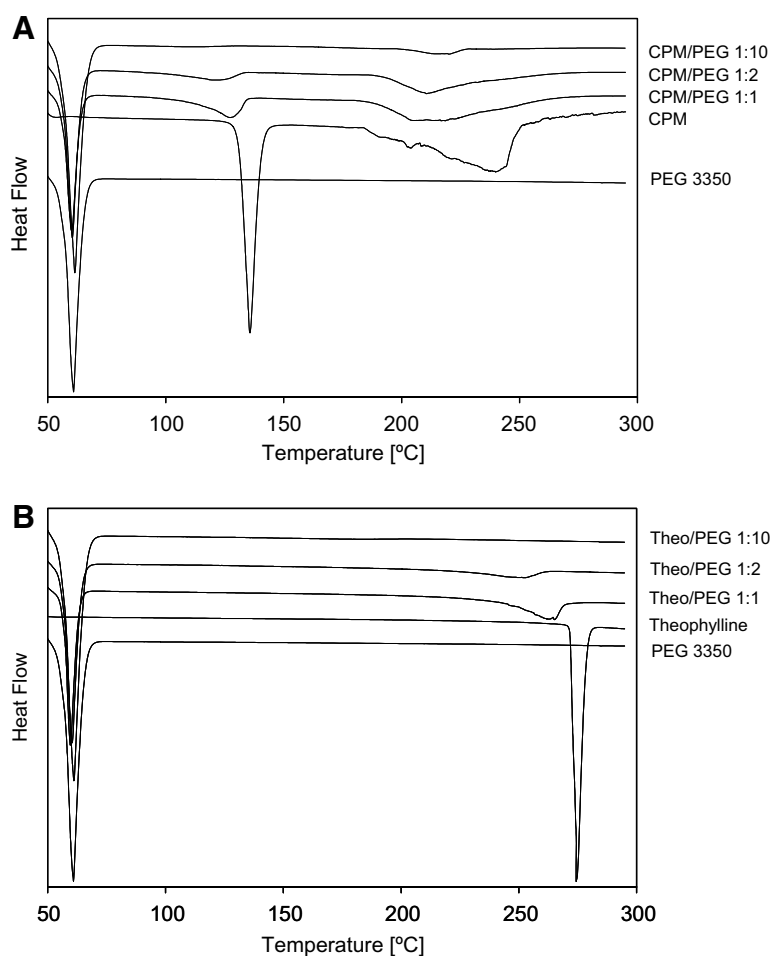 A
CPM/PEG 1:10
CPM/PEG 1:2
CPM/PEG 1:1
CPM
PEG 3350
Heat Flow
50 100 150 200 250 300
Temperature [ºC]
B
Theo/PEG 1:10
Theo/PEG 1:2
Theo/PEG 1:1
Theophylline
PEG 3350
Heat Flow
50 100 150 200 250 300
Temperature [ºC]